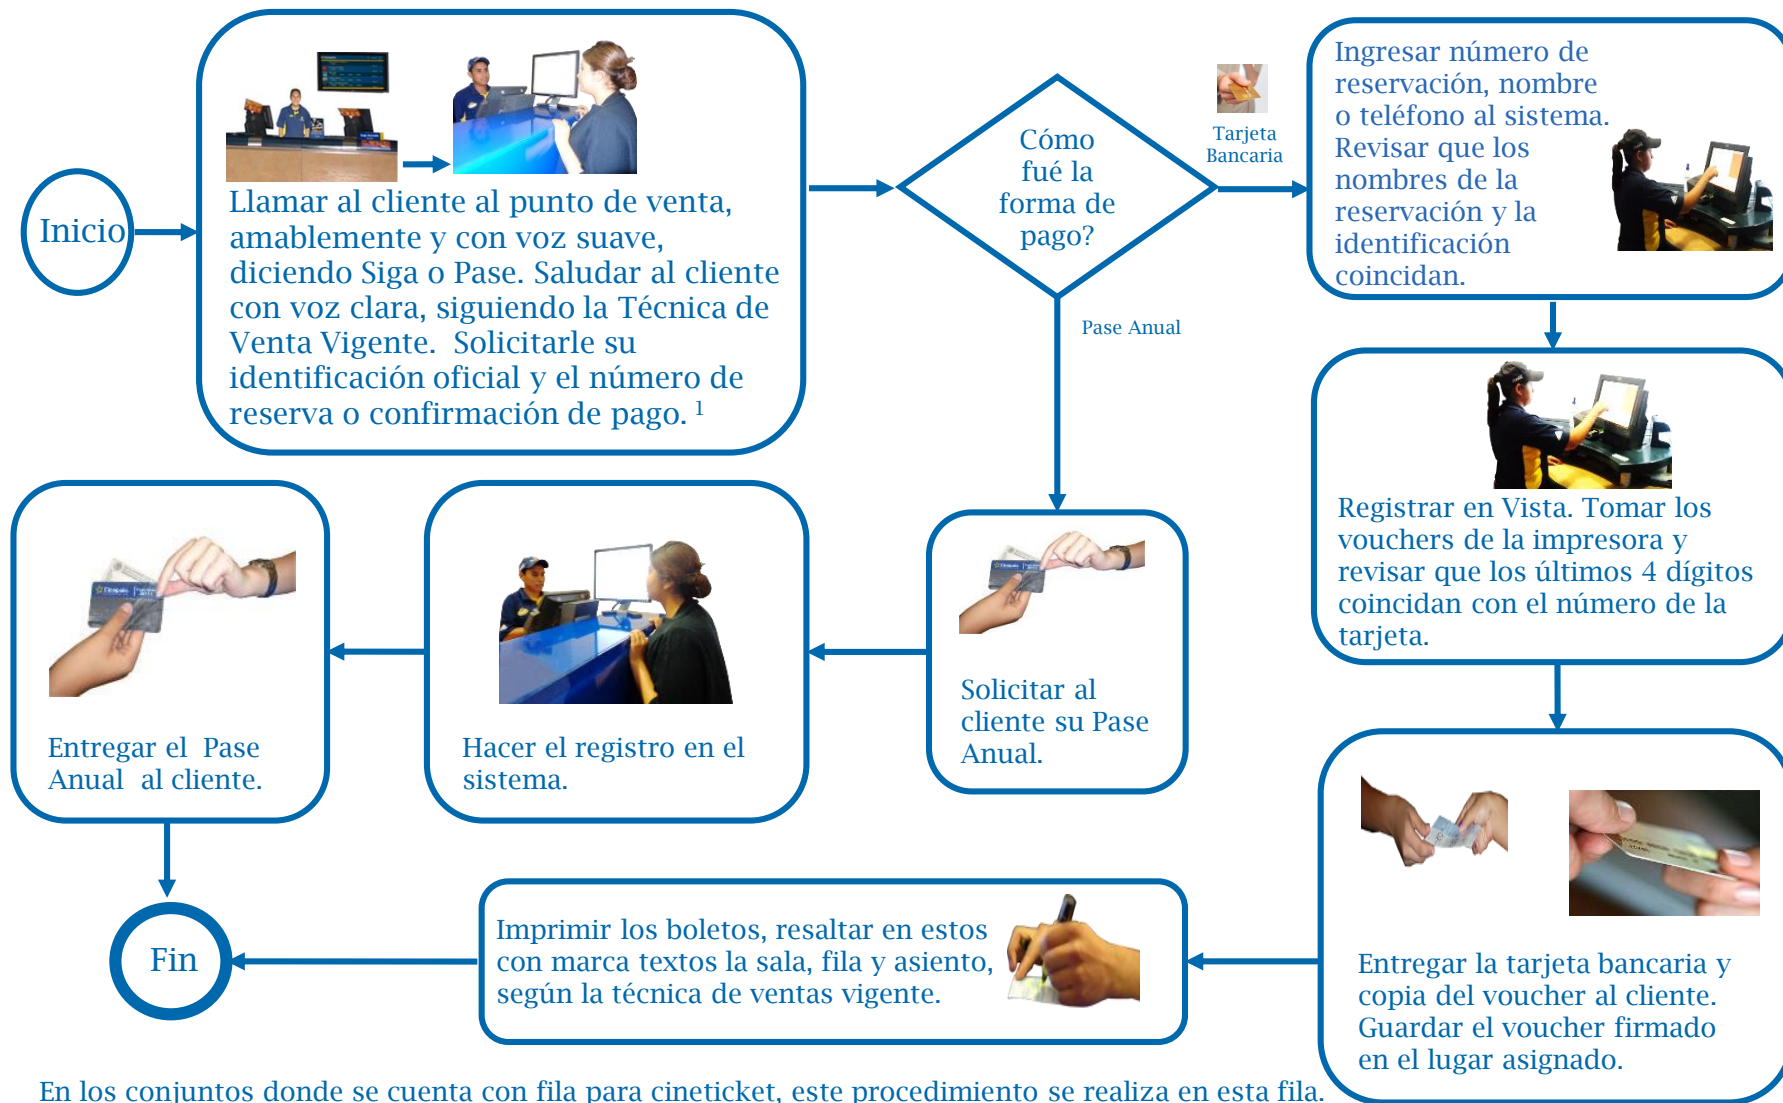 Inicio
Llamar al cliente al punto de venta,
amablemente y con voz suave,
diciendo Siga o Pase. Saludar al cliente
con voz clara, siguiendo la Técnica de
Venta Vigente.  Solicitarle su
identificación oficial y el número de
reserva o confirmación de pago. 1
Cómo
fué la
forma de
pago?
Tarjeta
Bancaria
Ingresar número de
reservación, nombre
o teléfono al sistema.
Revisar que los
nombres de la
reservación y la
identificación
coincidan.
Pase Anual
Registrar en Vista. Tomar los
vouchers de la impresora y
revisar que los últimos 4 dígitos
coincidan con el número de la
tarjeta.
Solicitar al
cliente su Pase
Anual.
Hacer el registro en el
sistema.
Cinépolis
Entregar el  Pase
Anual  al cliente.
Entregar la tarjeta bancaria y
copia del voucher al cliente.
Guardar el voucher firmado
en el lugar asignado.
Imprimir los boletos, resaltar en estos
con marca textos la sala, fila y asiento,
según la técnica de ventas vigente.
Fin
En los conjuntos donde se cuenta con fila para cineticket, este procedimiento se realiza en esta fila.